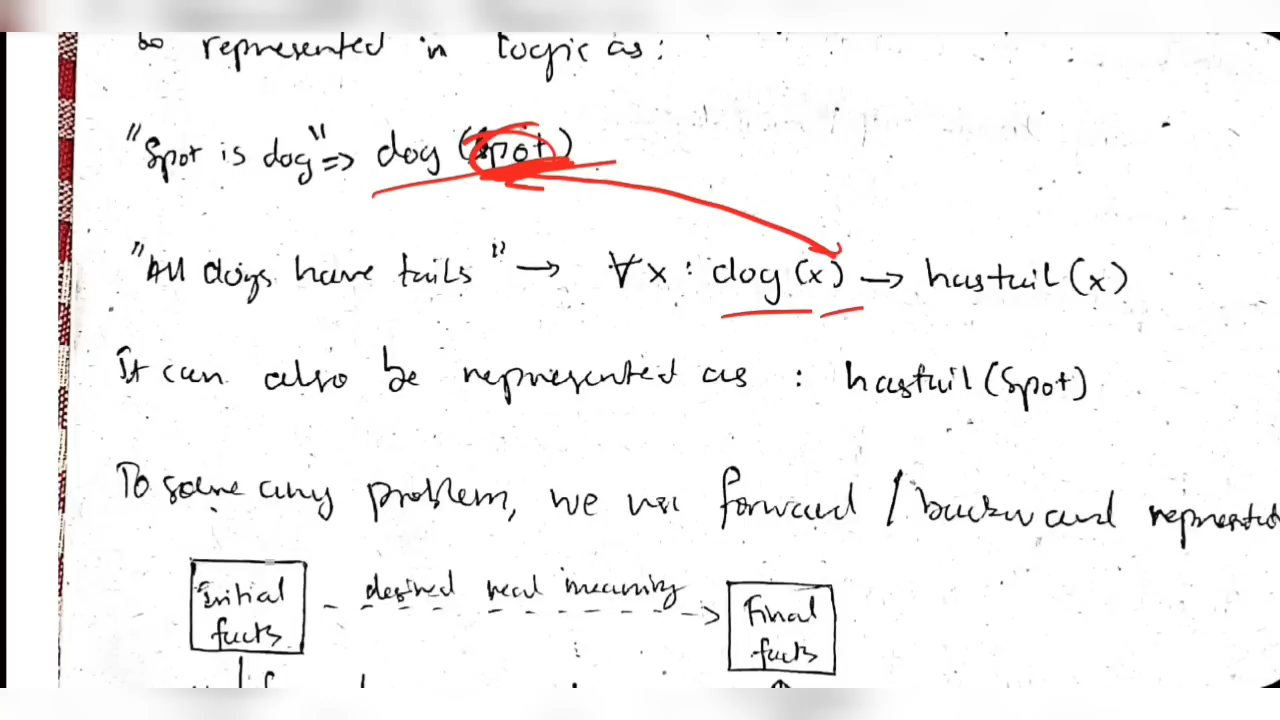 to represented in logic as:
"Spot is dog" => dog (Spot)
"All dogs have tails" → ∀x : dog(x) → hastail(x)
It can also be represented as : hastail(Spot)
To solve any problem, we use forward / backward
Initial facts
desired real meaning
Final facts